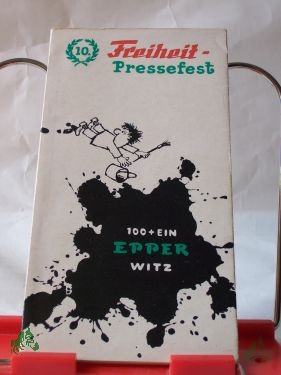 10. Freiheit-
Pressefest
100+EIN
EPPER
WITZ